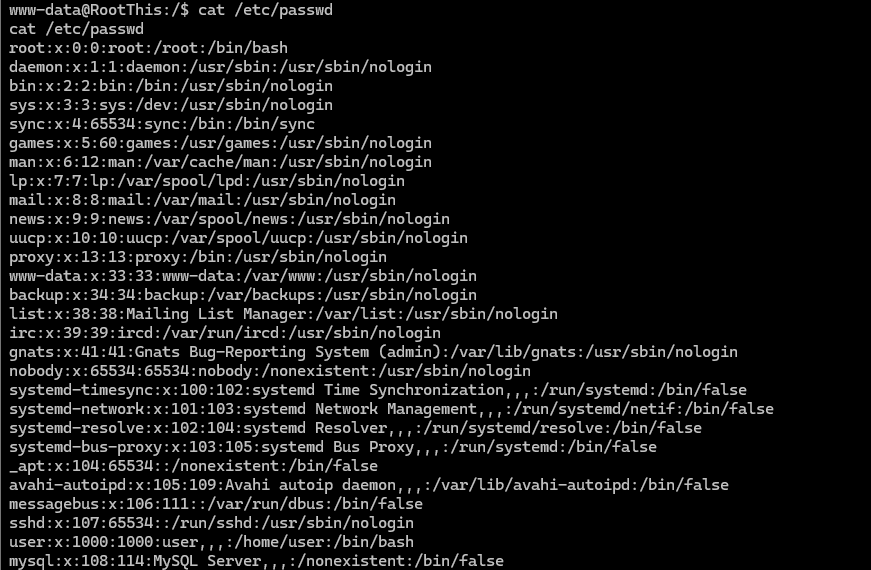 www-data@RootThis:/$ cat /etc/passwd
cat /etc/passwd
root:x:0:0:root:/root:/bin/bash
daemon:x:1:1:daemon:/usr/sbin:/usr/sbin/nologin
bin:x:2:2:bin:/bin:/usr/sbin/nologin
sys:x:3:3:sys:/dev:/usr/sbin/nologin
sync:x:4:65534:sync:/bin:/bin/sync
games:x:5:60:games:/usr/games:/usr/sbin/nologin
man:x:6:12:man:/var/cache/man:/usr/sbin/nologin
lp:x:7:7:lp:/var/spool/lpd:/usr/sbin/nologin
mail:x:8:8:mail:/var/mail:/usr/sbin/nologin
news:x:9:9:news:/var/spool/news:/usr/sbin/nologin
uucp:x:10:10:uucp:/var/spool/uucp:/usr/sbin/nologin
proxy:x:13:13:proxy:/bin:/usr/sbin/nologin
www-data:x:33:33:www-data:/var/www:/usr/sbin/nologin
backup:x:34:34:backup:/var/backups:/usr/sbin/nologin
list:x:38:38:Mailing List Manager:/var/list:/usr/sbin/nologin
irc:x:39:39:ircd:/var/run/ircd:/usr/sbin/nologin
gnats:x:41:41:Gnats Bug-Reporting System (admin):/var/lib/gnats:/usr/sbin/nologin
nobody:x:65534:65534:nobody:/nonexistent:/usr/sbin/nologin
systemd-timesync:x:100:102:systemd Time Synchronization,,,:/run/systemd:/bin/false
systemd-network:x:101:103:systemd Network Management,,,:/run/systemd/netif:/bin/false
systemd-resolve:x:102:104:systemd Resolver,,,:/run/systemd/resolve:/bin/false
systemd-bus-proxy:x:103:105:systemd Bus Proxy,,,:/run/systemd:/bin/false
_apt:x:104:65534::/nonexistent:/bin/false
avahi-autoipd:x:105:109:Avahi autoip daemon,,,:/var/lib/avahi-autoipd:/bin/false
messagebus:x:106:111::/var/run/dbus:/bin/false
sshd:x:107:65534::/run/sshd:/usr/sbin/nologin
user:x:1000:1000:user,,,:/home/user:/bin/bash
mysql:x:108:114:MySQL Server,,,:/nonexistent:/bin/false